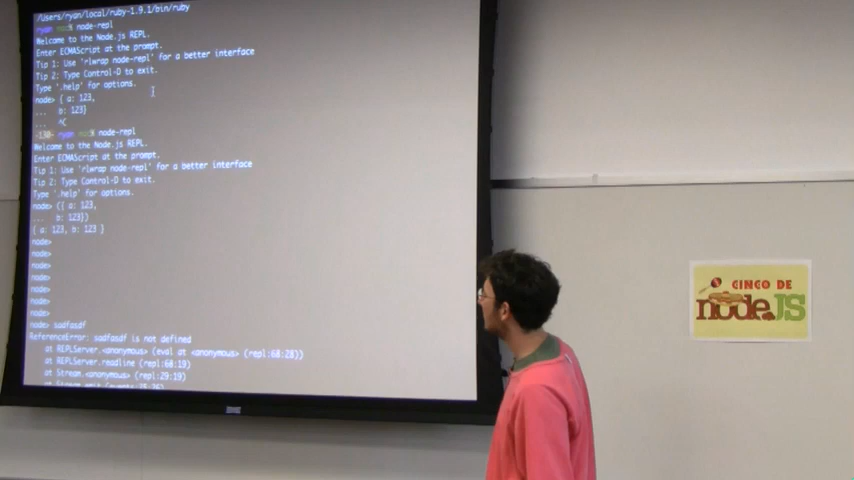 /Users/ryan/local/ruby-1.9.1/bin/ruby
node-repl
Welcome to the Node.js REPL.
Enter ECMAScript at the prompt.
Tip 1: Use 'rlwrap node-repl' for a better interface
Tip 2: Type Control-D to exit.
Type '.help' for options.
node> { a: 123,
... b: 123}
... ^C
-130- ryan node-repl
Welcome to the Node.js REPL.
Enter ECMAScript at the prompt.
Tip 1: Use 'rlwrap node-repl' for a better interface
Tip 2: Type Control-D to exit.
Type '.help' for options.
node> ({ a: 123,
... b: 123})
{ a: 123, b: 123 }
node>
node>
node>
node>
node>
node>
node>
node> sadfasdf
ReferenceError: sadfasdf is not defined
at REPLServer.<anonymous> (eval at <anonymous> (repl:68:28))
at REPLServer.readline (repl:68:19)
at Stream.<anonymous> (repl:29:19)
at Stream.emit
CINCO DE
nodeJS